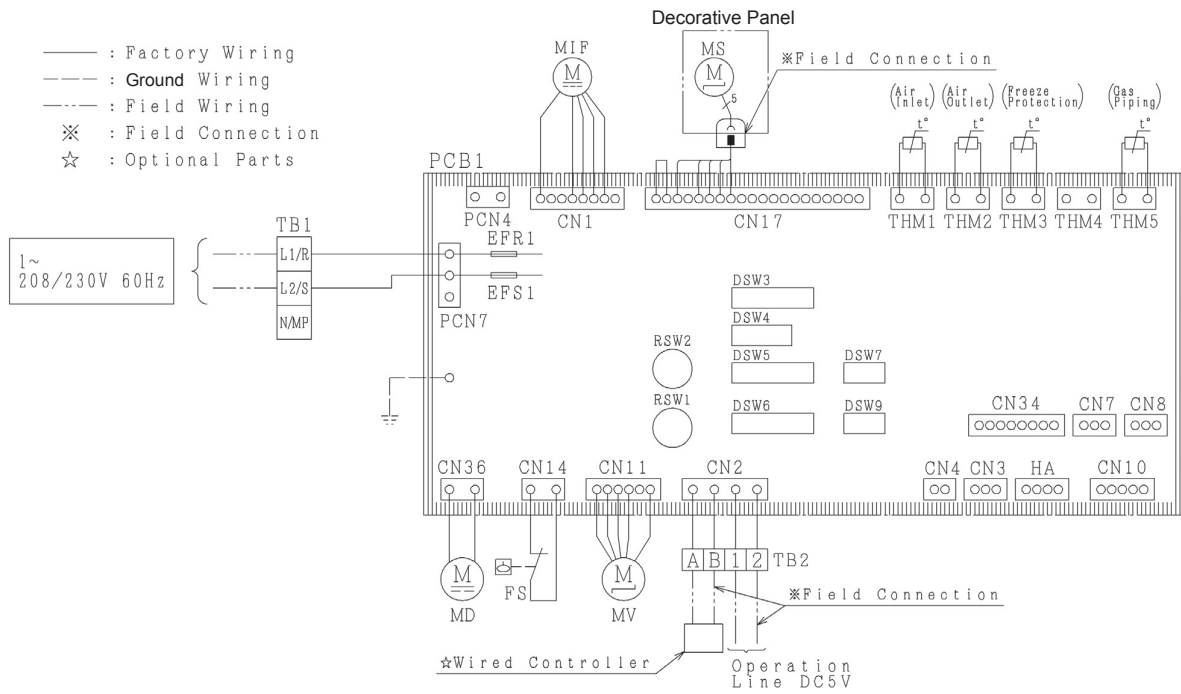 Decorative Panel
: Factory Wiring
: Ground Wiring
: Field Wiring
※ : Field Connection
☆ : Optional Parts
MIF
M
MS
M
5
※Field Connection
(Air Inlet)
(Air Outlet)
(Freeze Protection)
(Gas Piping)
t°
t°
t°
t°
PCB1
PCN4
CN1
CN17
THM1
THM2
THM3
THM4
THM5
TB1
L1/R
L2/S
N/MP
1~
208/230V 60Hz
EFR1
EFS1
PCN7
DSW3
DSW4
DSW5
DSW6
DSW7
DSW9
RSW2
RSW1
CN34
CN7
CN8
CN36
CN14
CN11
CN2
CN4
CN3
HA
CN10
A B 1 2
TB2
M
MD
FS
M
MV
※Field Connection
☆Wired Controller
Operation
Line DC5V